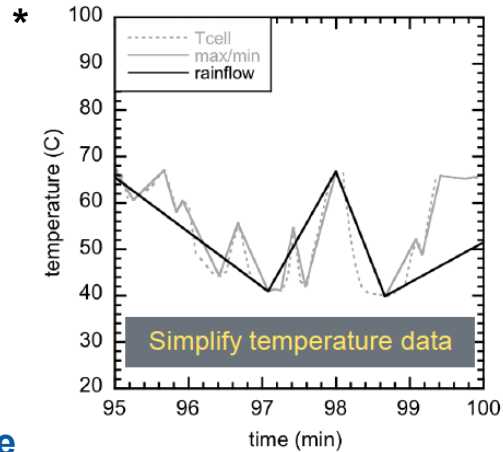 *
100
90
80
70
60
50
40
30
20
temperature (C)
Tcell
max/min
rainflow
Simplify temperature data
95 96 97 98 99 100
time (min)
e